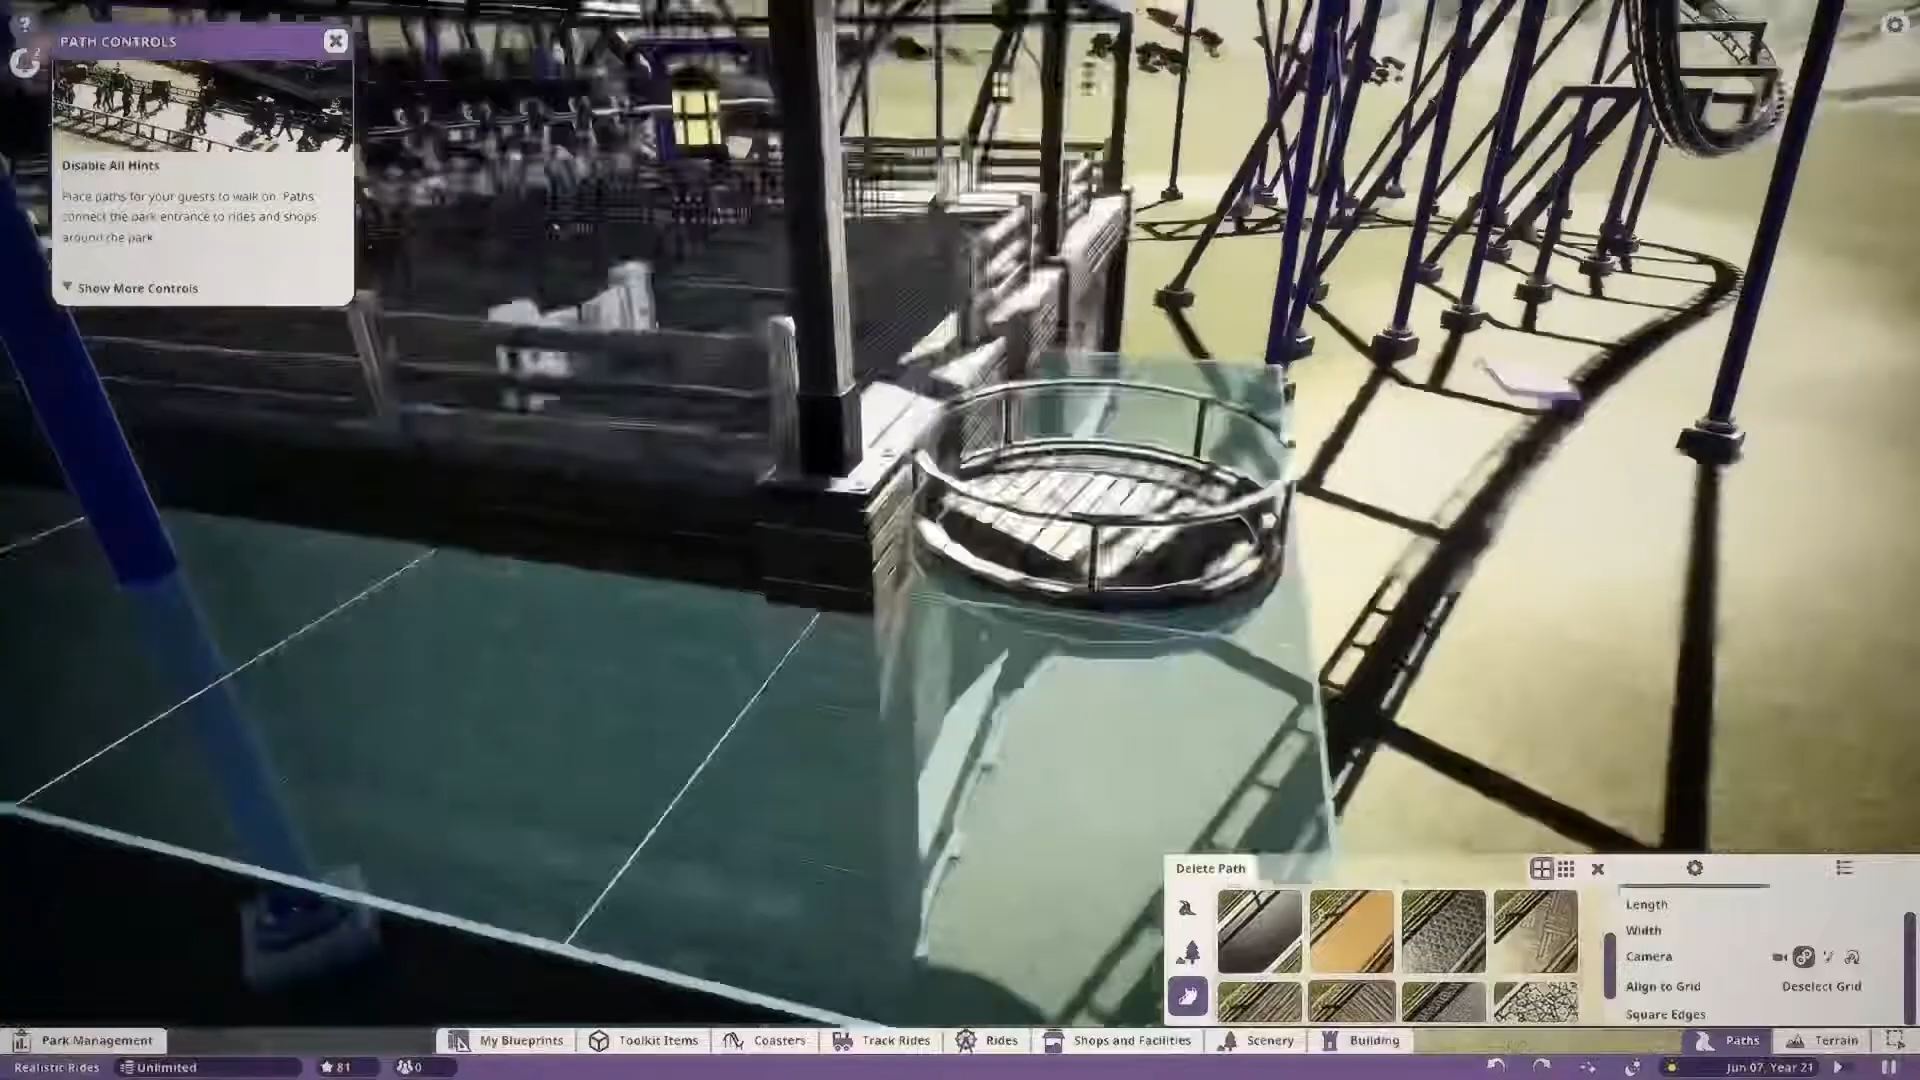 ?
2
PATH CONTROLS
Disable All Hints
Place paths for your guests to walk on. Paths
connect the park entrance to rides and shops
around the park
Show More Controls
Delete Path
Length
Width
Camera
Align to Grid
Deselect Grid
Square Edges
Park Management
My Blueprints
Toolkit Items
Coasters
Track Rides
Rides
Shops and Facilities
Scenery
Building
Paths
Terrain
Realistic Rides
Unlimited
81
0
Jun 07, Year 21